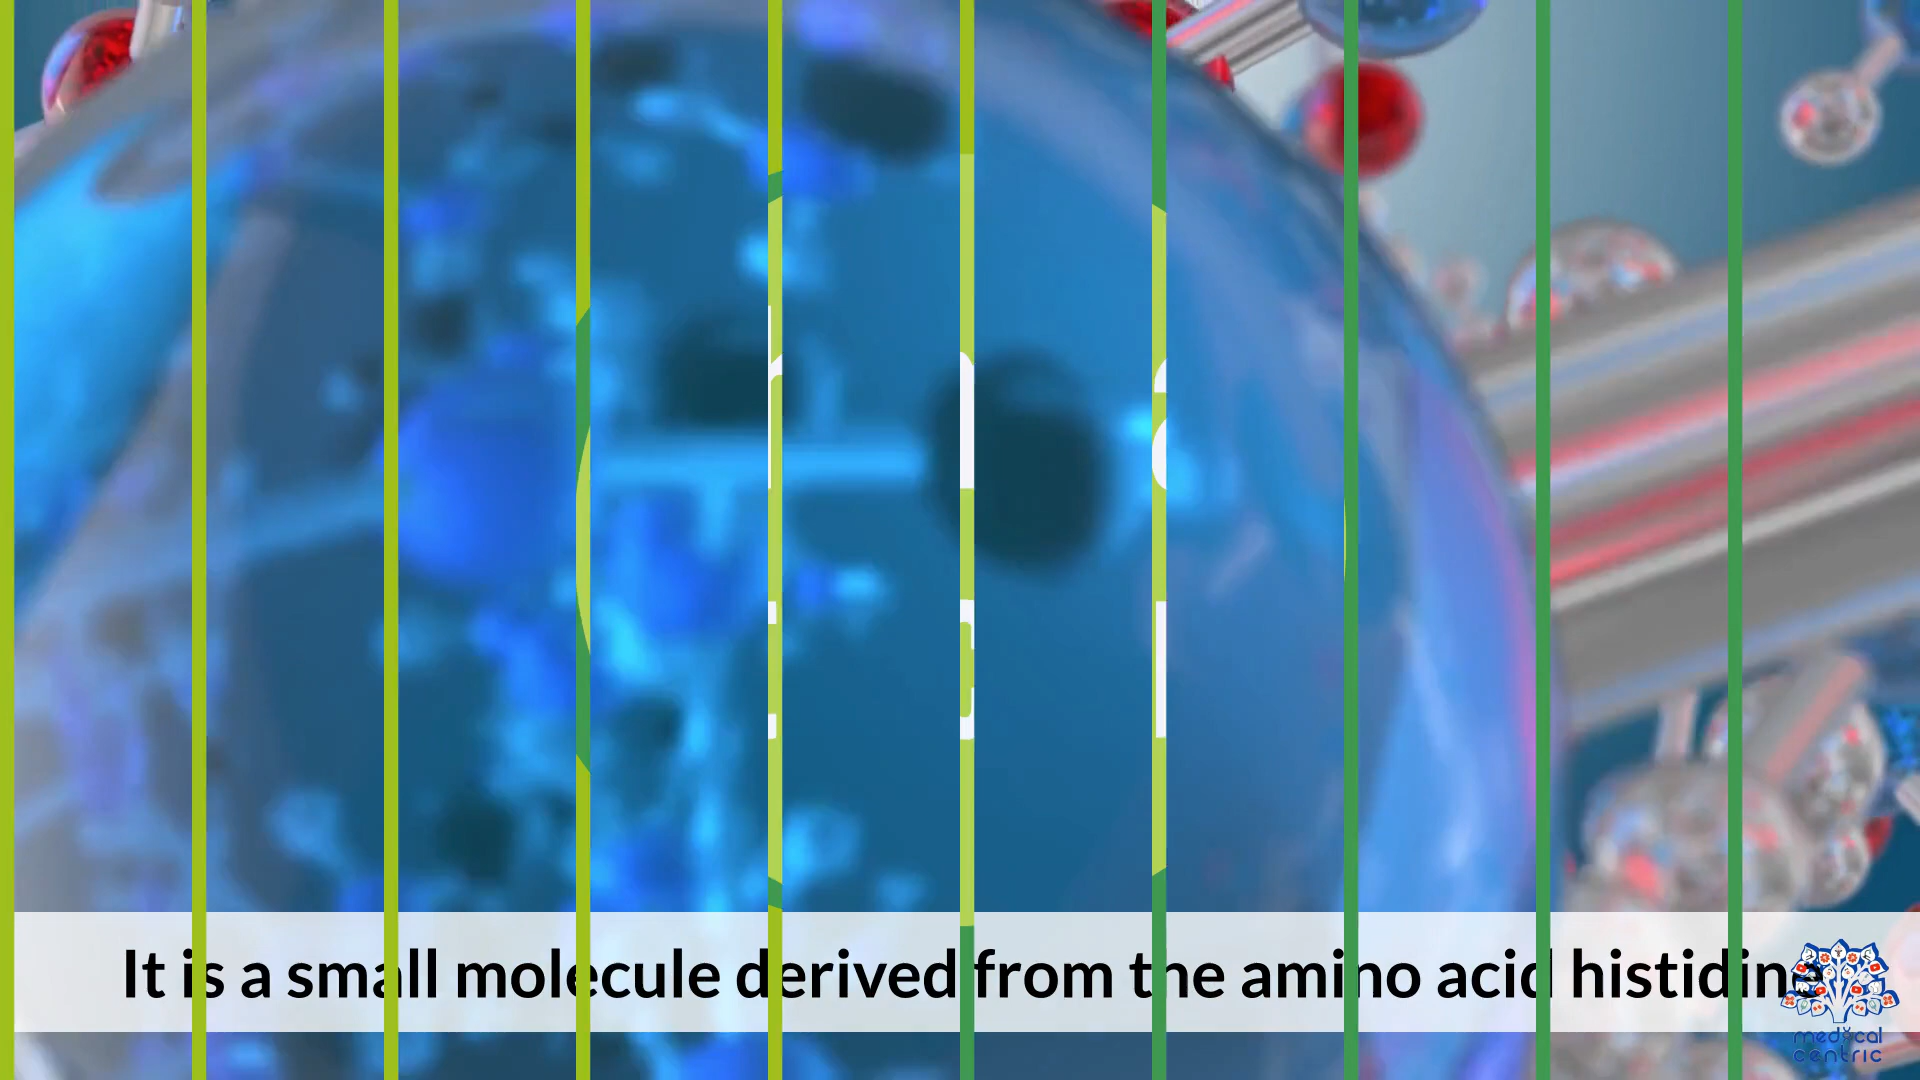 It is a small molecule derived from the amino acid histidine
medical
centric